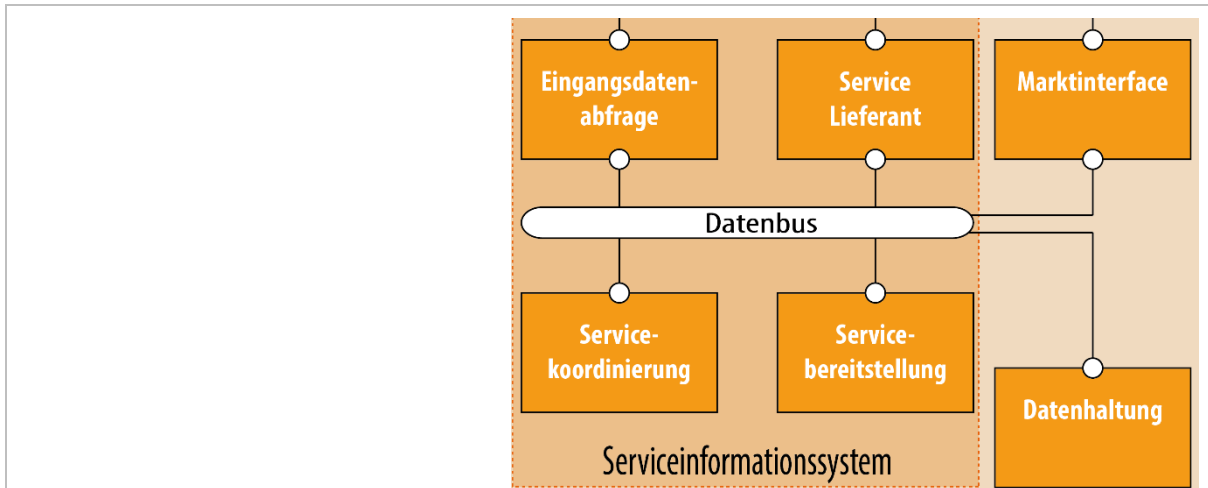 Eingangsdaten-
abfrage
Service
Lieferant
Marktinterface
Datenbus
Service-
koordinierung
Service-
bereitstellung
Datenhaltung
Serviceinformationssystem